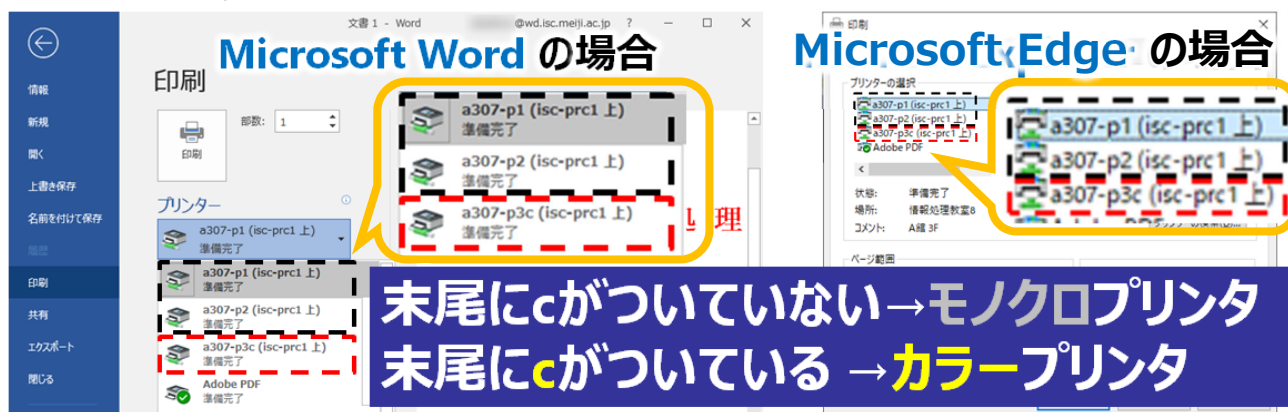 文書 1 - Word
@wd.isc.meiji.ac.jp ?
Microsoft Word の場合
情報
新規
開く
上書き保存
名前を付けて保存
履歴
印刷
共有
エクスポート
閉じる
印刷
印刷
部数: 1
プリンター
a307-p1 (isc-prc1 上)
準備完了
a307-p1 (isc-prc1 上)
準備完了
a307-p2 (isc-prc1 上)
準備完了
a307-p3c (isc-prc1 上)
準備完了
Adobe PDF
準備完了
a307-p1 (isc-prc1 上)
準備完了
a307-p2 (isc-prc1 上)
準備完了
a307-p3c (isc-prc1 上)
準備完了
処 理
印刷
Microsoft Edge の場合
プリンターの選択
a307-p1 (isc-prc1 上)
a307-p2 (isc-prc1 上)
a307-p3c (isc-prc1 上)
Adobe PDF
状態: 準備完了
場所: 情報処理教室8
コメント: A館 3F
a307-p1 (isc-prc1 上)
a307-p2 (isc-prc1 上)
a307-p3c (isc-prc1 上)
ページ範囲
末尾にcがついていない→モノクロプリンタ
末尾にcがついている →カラープリンタ